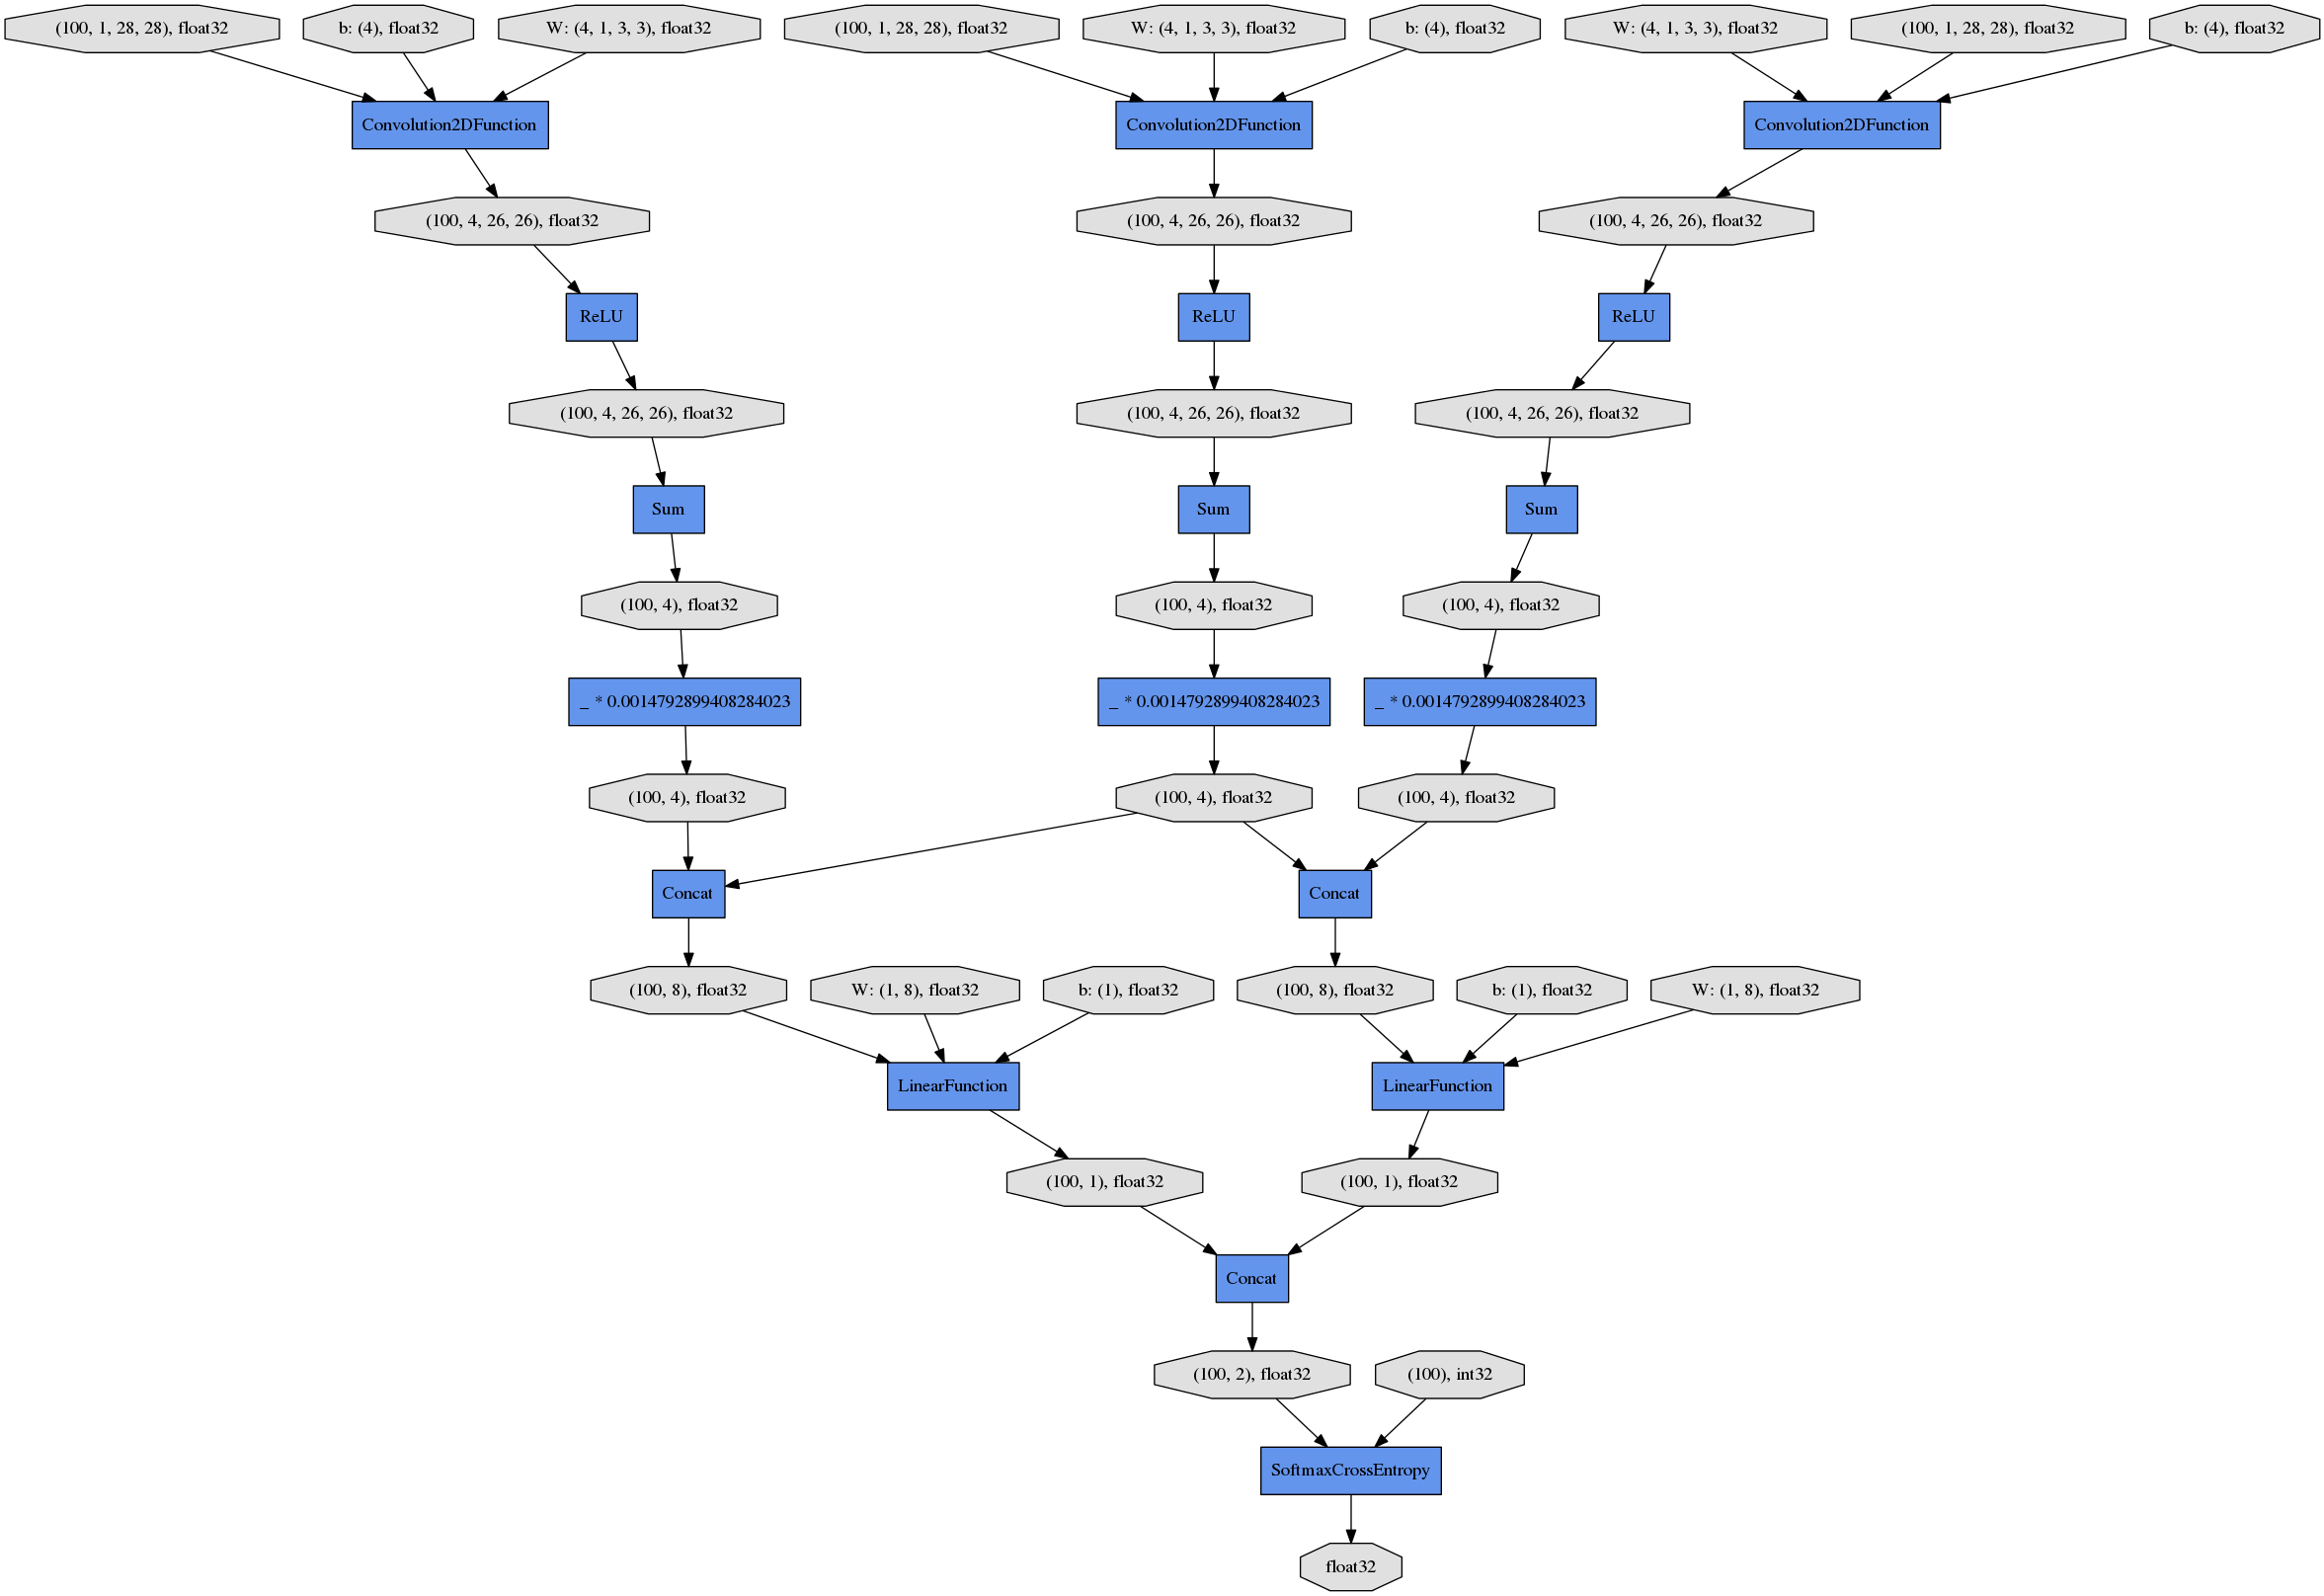 (100, 1, 28, 28), float32
b: (4), float32
W: (4, 1, 3, 3), float32
(100, 1, 28, 28), float32
W: (4, 1, 3, 3), float32
b: (4), float32
W: (4, 1, 3, 3), float32
(100, 1, 28, 28), float32
b: (4), float32
Convolution2DFunction
Convolution2DFunction
Convolution2DFunction
(100, 4, 26, 26), float32
(100, 4, 26, 26), float32
(100, 4, 26, 26), float32
ReLU
ReLU
ReLU
(100, 4, 26, 26), float32
(100, 4, 26, 26), float32
(100, 4, 26, 26), float32
Sum
Sum
Sum
(100, 4), float32
(100, 4), float32
(100, 4), float32
_ * 0.0014792899408284023
_ * 0.0014792899408284023
_ * 0.0014792899408284023
(100, 4), float32
(100, 4), float32
(100, 4), float32
Concat
Concat
(100, 8), float32
W: (1, 8), float32
b: (1), float32
(100, 8), float32
b: (1), float32
W: (1, 8), float32
LinearFunction
LinearFunction
(100, 1), float32
(100, 1), float32
Concat
(100, 2), float32
(100), int32
SoftmaxCrossEntropy
float32